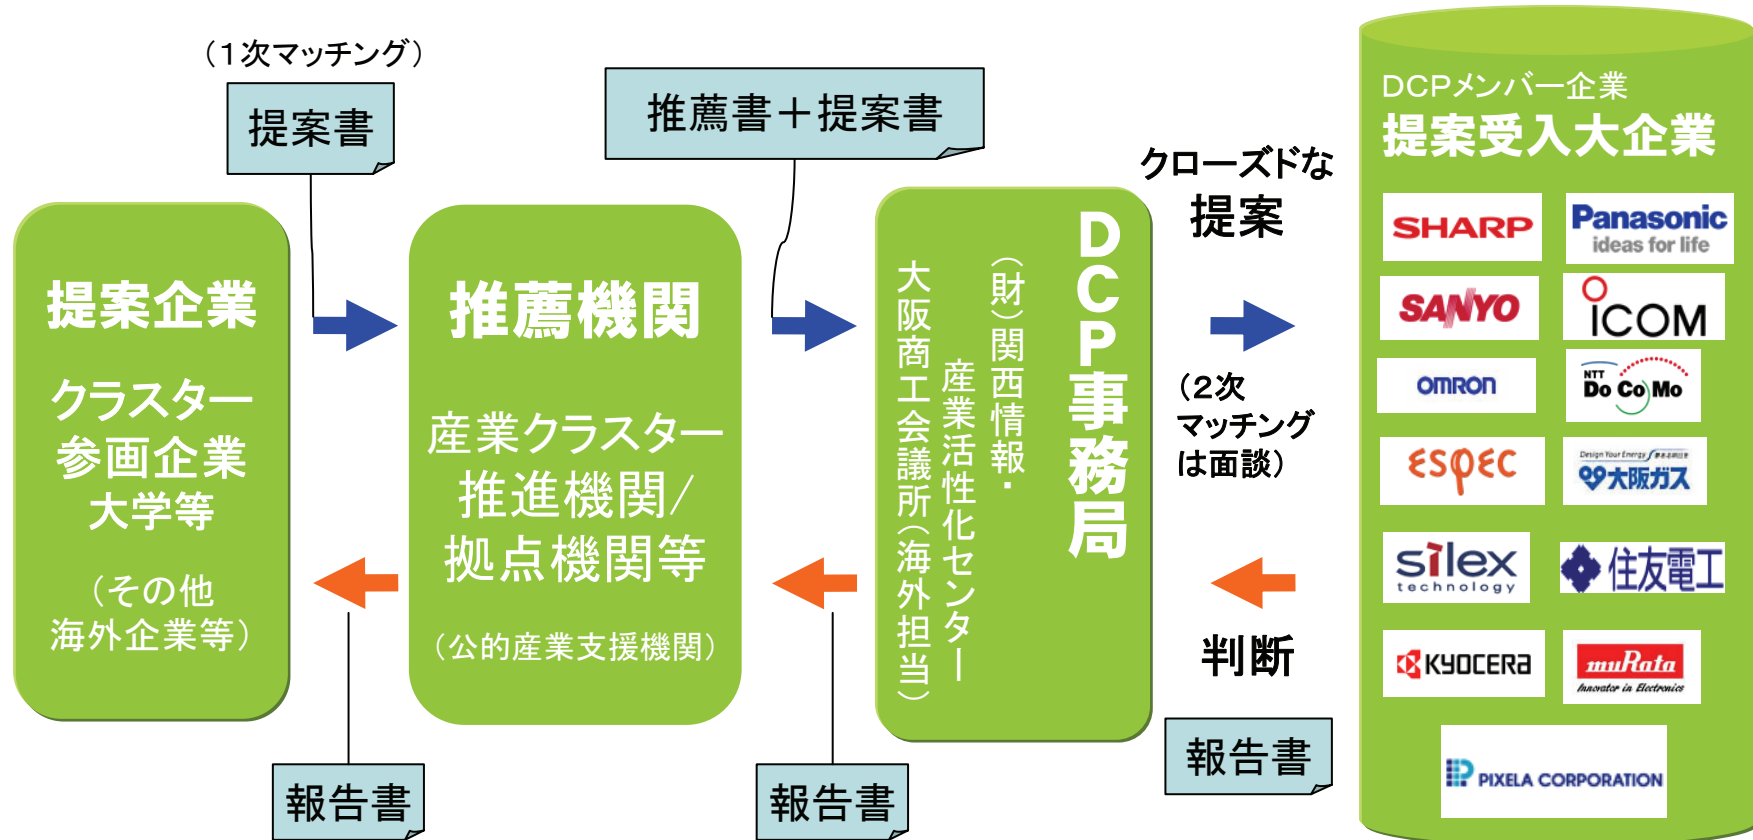 （１次マッチング）
提案書
推薦書＋提案書
提案企業
クラスター
参画企業
大学等
（その他
海外企業等）
推薦機関
産業クラスター
推進機関/
拠点機関等
（公的産業支援機関）
DCP事務局
（財）関西情報・
産業活性化センター
大阪商工会議所（海外担当）
クローズドな
提案
（２次
マッチング
は面談）
判断
報告書
報告書
報告書
DCPメンバー企業
提案受入大企業
SHARP
Panasonic
ideas for life
SANYO
ICOM
OMRON
NTT
DoCoMo
ESPEC
Design Your Energy
大阪ガス
silex
technology
住友電工
KYOCERA
muRata
Innovator in Electronics
PIXELA CORPORATION